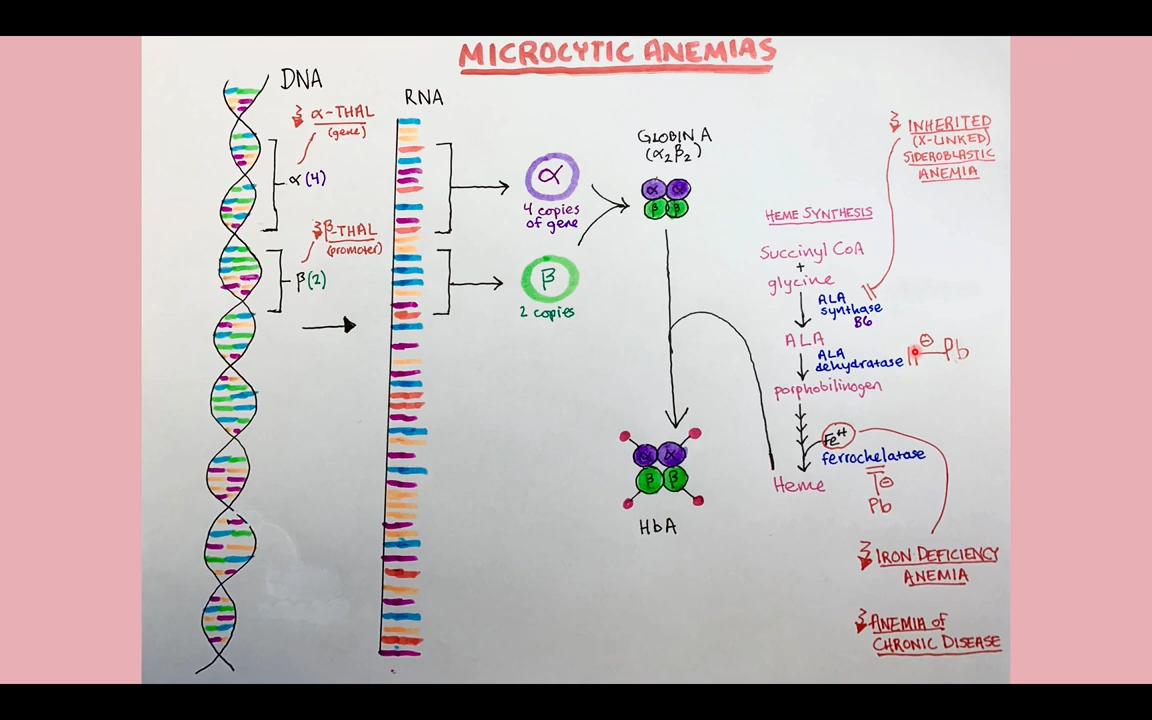 MICROCYTIC ANEMIAS
DNA
α-THAL
(gene)
α (4)
β-THAL
(promoter)
β (2)
RNA
α
4 copies
of gene
β
2 copies
GLOBIN A
(α₂β₂)
α α
β β
α α
β β
HbA
HEME SYNTHESIS
Succinyl CoA
+
glycine
ALA
synthase
B6
ALA
ALA
dehydratase
⊖
Pb
porphobilinogen
Fe²⁺
ferrochelatase
Heme
⊖
Pb
INHERITED
(X-LINKED)
SIDEROBLASTIC
ANEMIA
IRON DEFICIENCY
ANEMIA
ANEMIA of
CHRONIC DISEASE